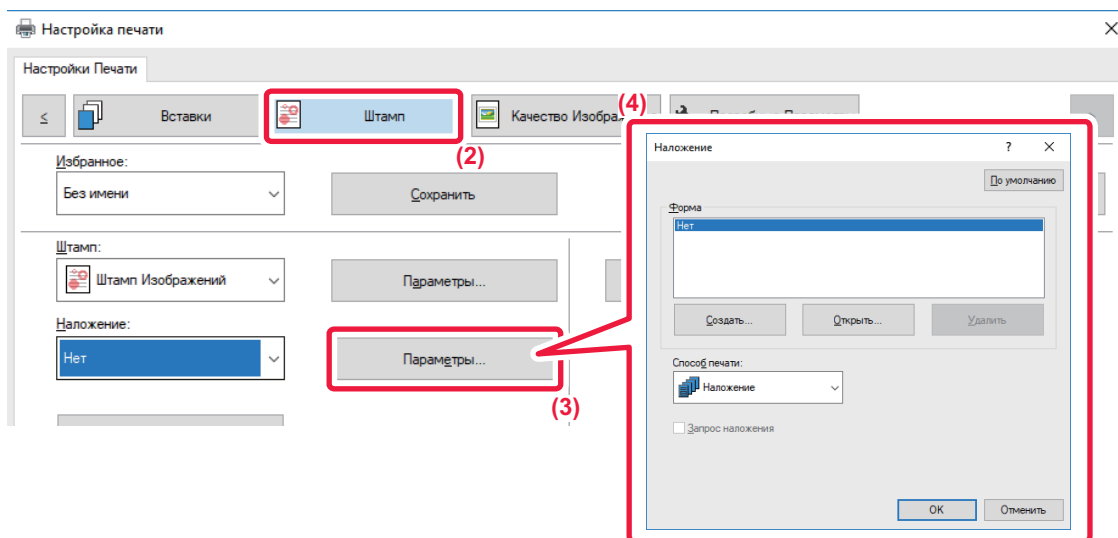 Настройка печати
Настройки Печати
<
Вставки
Штамп
Качество
(4)
(2)
Избранное:
Без имени
Сохранить
Штамп:
Штамп Изображений
Параметры...
Наложение:
Нет
Параметры...
(3)
Наложение
?
По умолчанию
Форма
Нет
Создать...
Открыть...
Удалить
Способ печати:
Наложение
Запрос наложения
OK
Отменить